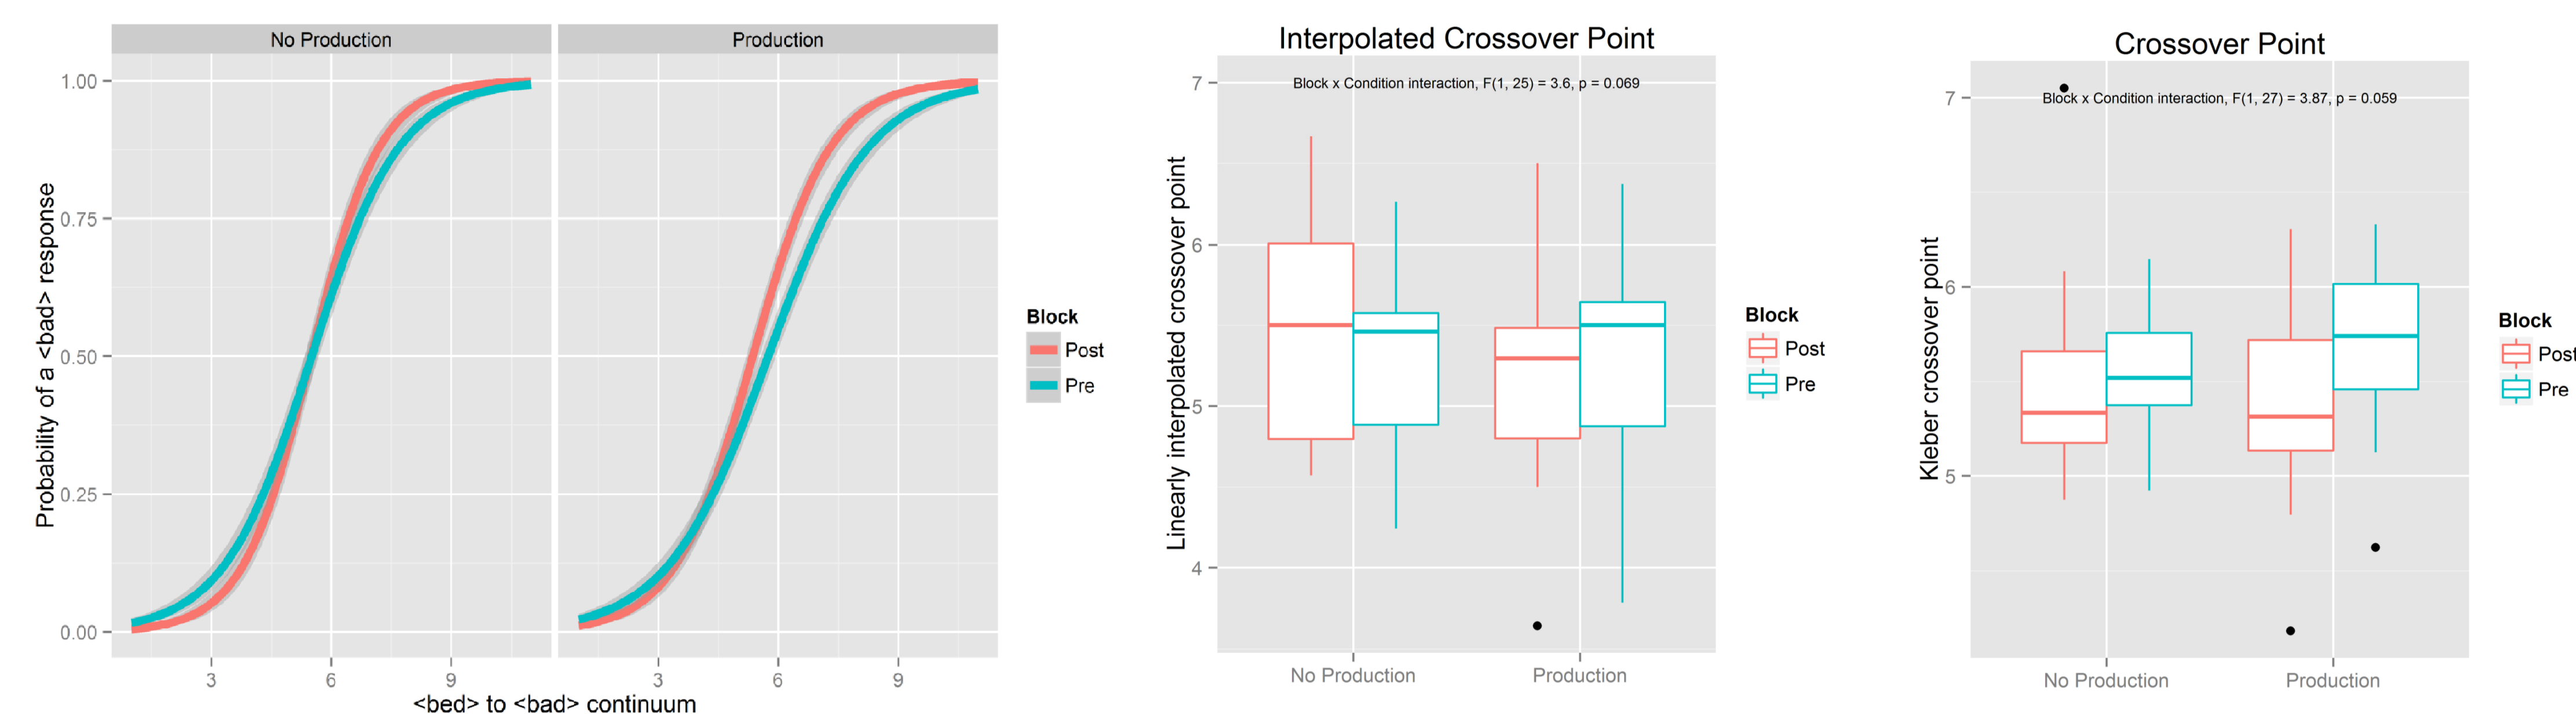 No Production
Production
1.00
0.75
0.50
0.25
0.00
Probability of a <bad> response
3
6
9
3
6
9
<bed> to <bad> continuum
Block
Post
Pre
Interpolated Crossover Point
Block x Condition interaction, F(1, 25) = 3.6, p = 0.069
7
6
5
4
Linearly interpolated crossover point
No Production
Production
Block
Post
Pre
Crossover Point
Block x Condition interaction, F(1, 27) = 3.87, p = 0.059
7
6
5
Kleber crossover point
No Production
Production
Block
Post
Pre